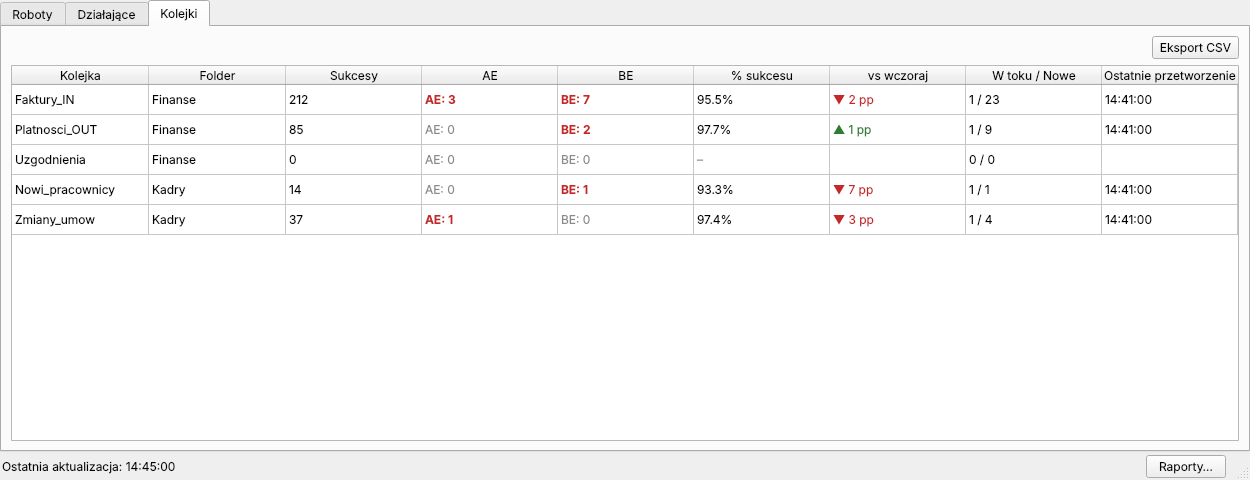 Roboty Działające Kolejki
Eksport CSV
Kolejka Folder Sukcesy AE BE % sukcesu vs wczoraj W toku / Nowe Ostatnie przetworzenie
Faktury_IN Finanse 212 AE: 3 BE: 7 95.5% ▼ 2 pp 1 / 23 14:41:00
Platnosci_OUT Finanse 85 AE: 0 BE: 2 97.7% ▲ 1 pp 1 / 9 14:41:00
Uzgodnienia Finanse 0 AE: 0 BE: 0 – 0 / 0
Nowi_pracownicy Kadry 14 AE: 0 BE: 1 93.3% ▼ 7 pp 1 / 1 14:41:00
Zmiany_umow Kadry 37 AE: 1 BE: 0 97.4% ▼ 3 pp 1 / 4 14:41:00
Ostatnia aktualizacja: 14:45:00 Raporty...